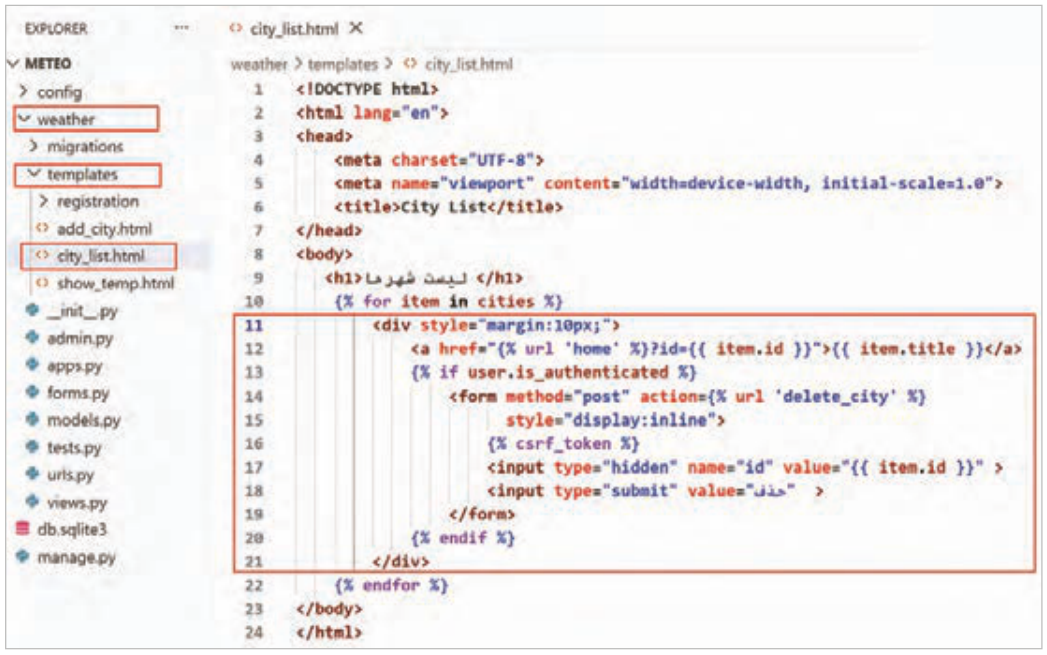 EXPLORER ...
METEO
config
weather
migrations
templates
registration
add_city.html
city_list.html
show_temp.html
__init__.py
admin.py
apps.py
forms.py
models.py
tests.py
urls.py
views.py
db.sqlite3
manage.py
city_list.html
weather > templates > city_list.html
1 <!DOCTYPE html>
2 <html lang="en">
3 <head>
4 <meta charset="UTF-8">
5 <meta name="viewport" content="width=device-width, initial-scale=1.0">
6 <title>City List</title>
7 </head>
8 <body>
9 <h1>لیست شهرها </h1>
10 {% for item in cities %}
11 <div style="margin:10px;">
12 <a href="{% url 'home' %}?id={{ item.id }}">{{ item.title }}</a>
13 {% if user.is_authenticated %}
14 <form method="post" action={% url 'delete_city' %}
15 style="display:inline">
16 {% csrf_token %}
17 <input type="hidden" name="id" value="{{ item.id }}" >
18 <input type="submit" value="حذف" >
19 </form>
20 {% endif %}
21 </div>
22 {% endfor %}
23 </body>
24 </html>